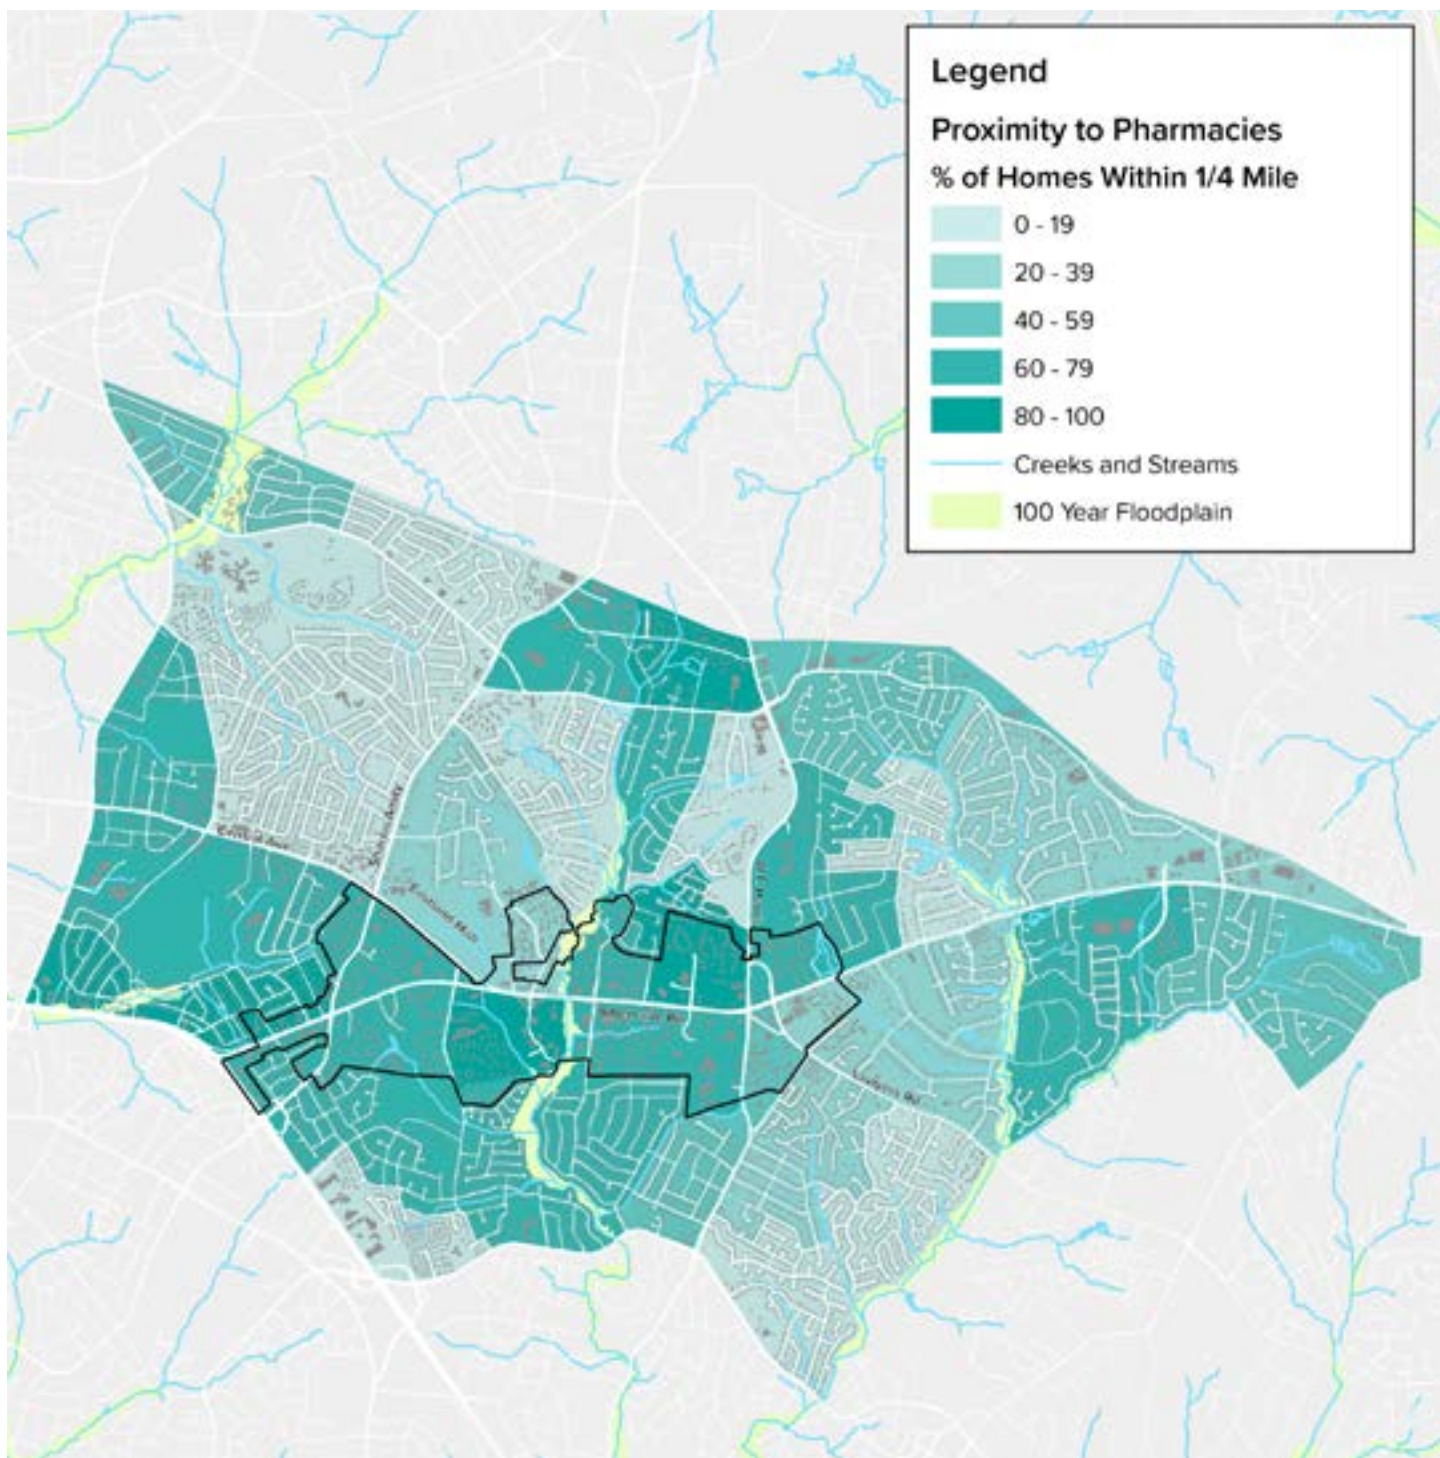 Legend
Proximity to Pharmacies
% of Homes Within 1/4 Mile
0 - 19
20 - 39
40 - 59
60 - 79
80 - 100
Creeks and Streams
100 Year Floodplain